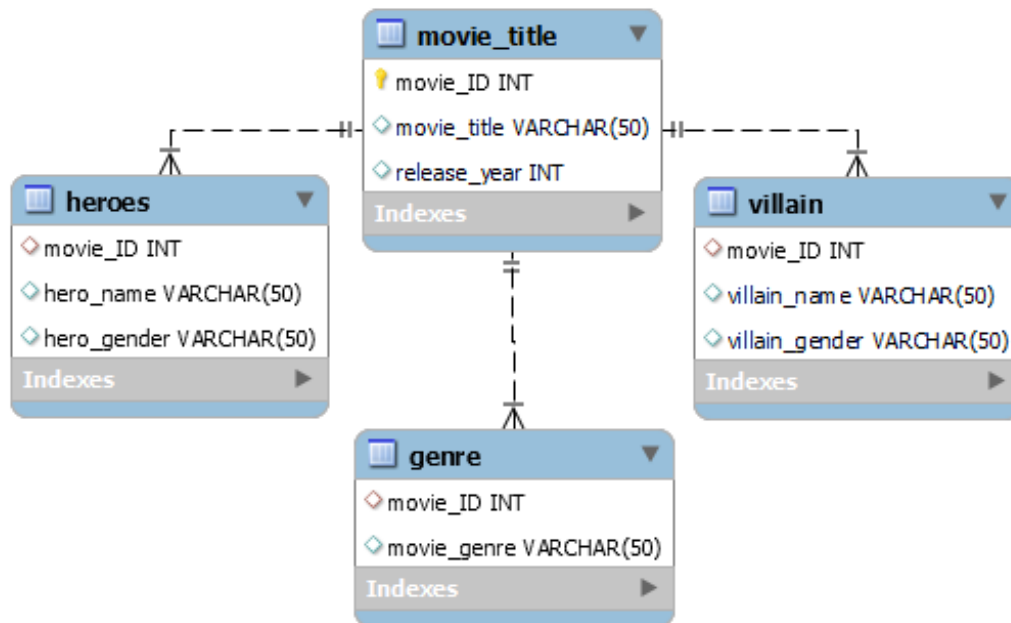 movie_title
movie_ID INT
movie_title VARCHAR(50)
release_year INT
Indexes
heroes
movie_ID INT
hero_name VARCHAR(50)
hero_gender VARCHAR(50)
Indexes
villain
movie_ID INT
villain_name VARCHAR(50)
villain_gender VARCHAR(50)
Indexes
genre
movie_ID INT
movie_genre VARCHAR(50)
Indexes